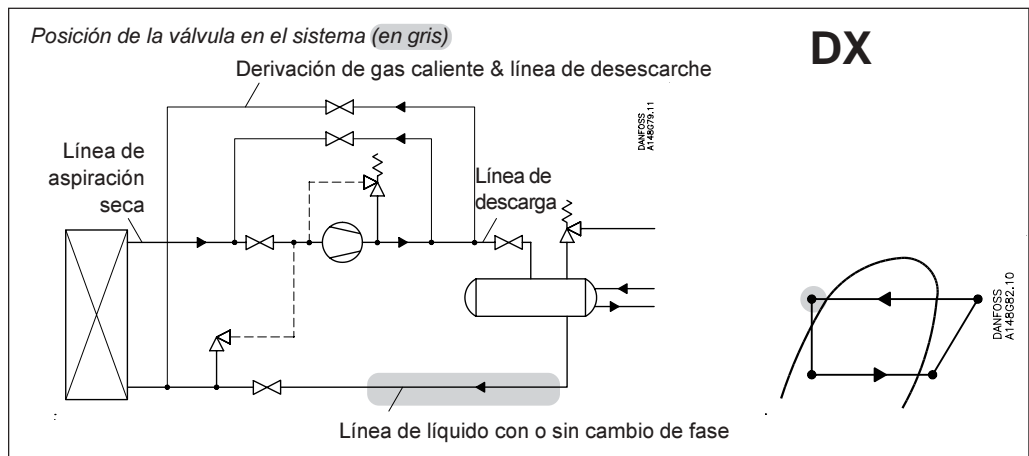 Posición de la válvula en el sistema (en gris)
DX
Derivación de gas caliente & línea de desescarche
DANFOSS
A148G79.11
Línea de
aspiración
seca
Línea de
descarga
DANFOSS
A148G82.10
Línea de líquido con o sin cambio de fase